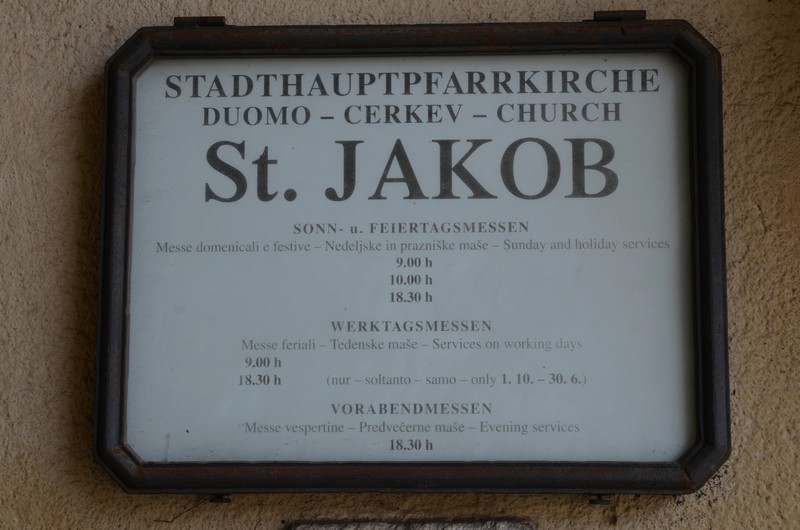 STADTHAUPTPFARRKIRCHE
DUOMO – CERKEV – CHURCH
St. JAKOB
SONN- u. FEIERTAGSMESSEN
Messe domenicali e festive – Nedeljske in prazniške maše – Sunday and holiday services
9.00 h
10.00 h
18.30 h
WERKTAGSMESSEN
Messe feriali – Tedenske maše – Services on working days
9.00 h
18.30 h (nur – soltanto – samo – only 1. 10. – 30. 6.)
VORABENDMESSEN
Messe vespertine – Predvečerne maše – Evening services
18.30 h